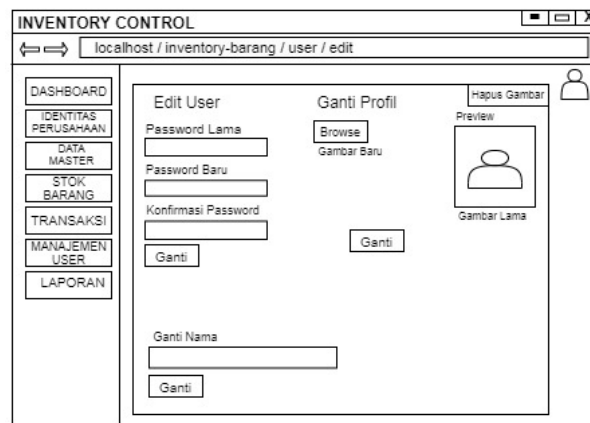 INVENTORY CONTROL
localhost / inventory-barang / user / edit
DASHBOARD
IDENTITAS
PERUSAHAAN
DATA
MASTER
STOK
BARANG
TRANSAKSI
MANAJEMEN
USER
LAPORAN
Edit User
Password Lama
Password Baru
Konfirmasi Password
Ganti
Ganti Profil
Browse
Gambar Baru
Ganti
Hapus Gambar
Preview
Gambar Lama
Ganti Nama
Ganti